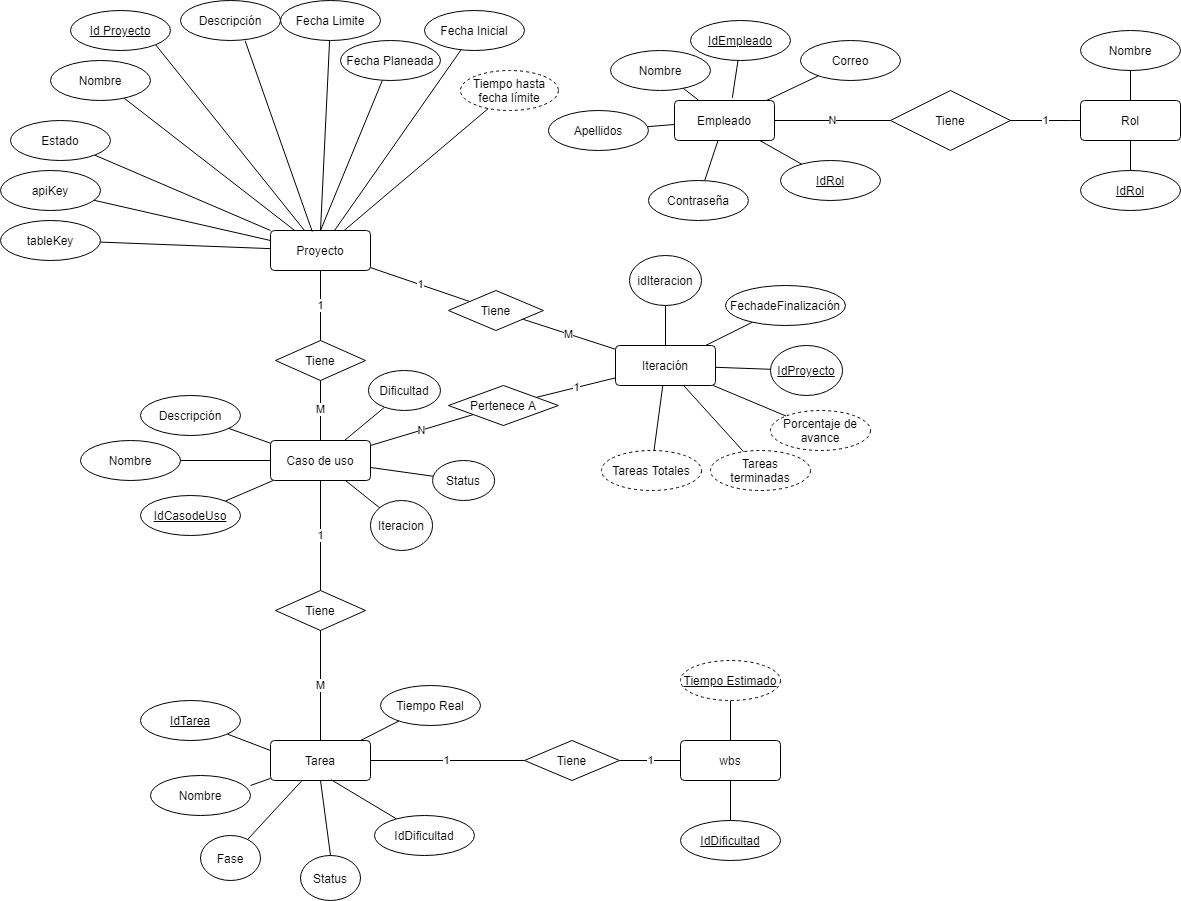 Id Proyecto
Descripción
Fecha Limite
Fecha Inicial
Fecha Planeada
Nombre
Tiempo hasta
fecha límite
Estado
apiKey
tableKey
Proyecto
IdEmpleado
Nombre
Correo
Apellidos
Empleado
Contraseña
IdRol
N
Tiene
1
Nombre
Rol
IdRol
1
Tiene
M
1
Tiene
M
idIteracion
FechadeFinalización
Iteración
IdProyecto
Porcentaje de
avance
Tareas Totales
Tareas
terminadas
1
Pertenece A
N
Dificultad
Descripción
Nombre
Caso de uso
Status
IdCasodeUso
Iteracion
1
Tiene
M
IdTarea
Tiempo Real
Tarea
Nombre
Fase
Status
IdDificultad
1
Tiene
1
Tiempo Estimado
wbs
IdDificultad